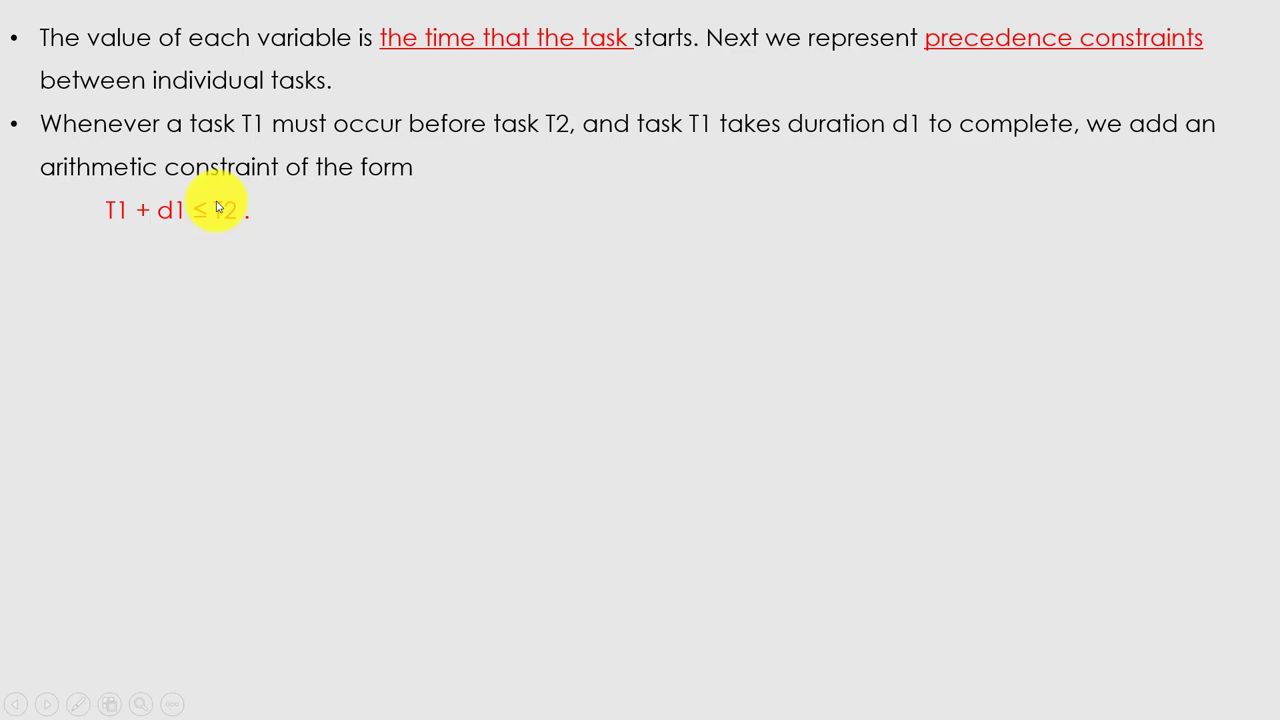 • The value of each variable is the time that the task starts. Next we represent precedence constraints
between individual tasks.
• Whenever a task T1 must occur before task T2, and task T1 takes duration d1 to complete, we add an
arithmetic constraint of the form
T1 + d1 ≤ T2 .